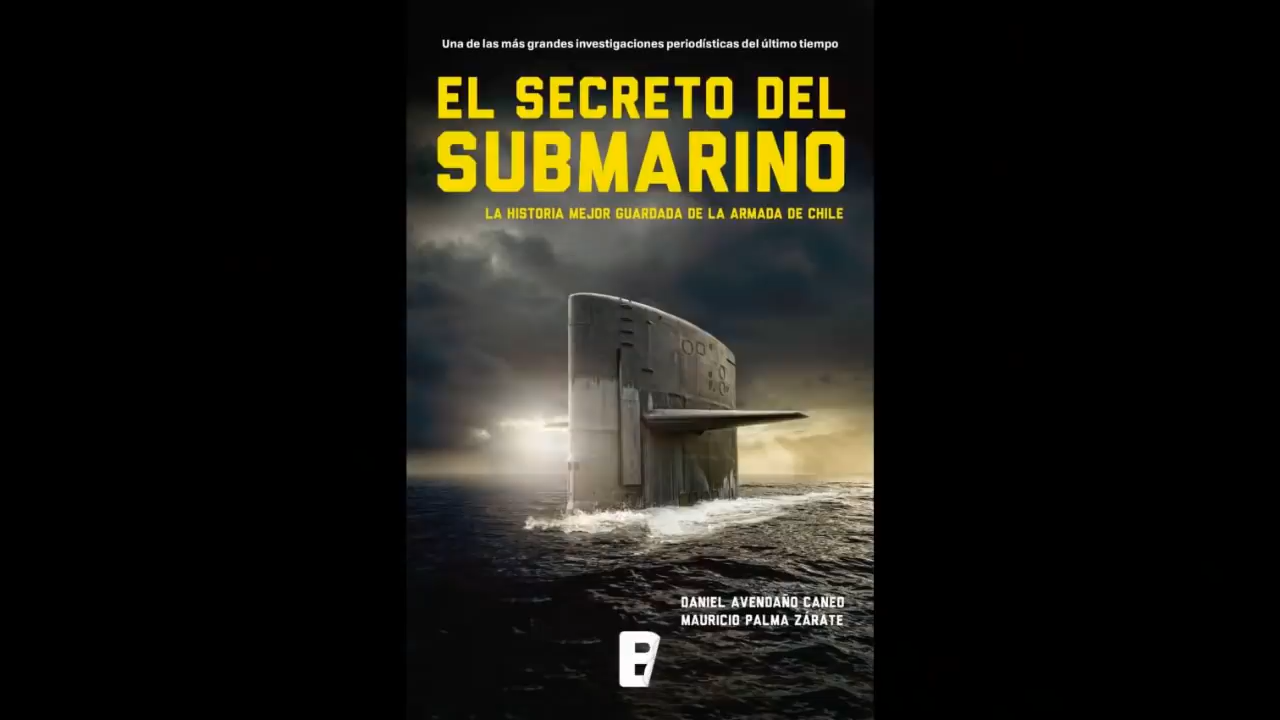 Una de las más grandes investigaciones periodísticas del último tiempo
EL SECRETO DEL
SUBMARINO
LA HISTORIA MEJOR GUARDADA DE LA ARMADA DE CHILE
DANIEL AVENDAÑO CANEO
MAURICIO PALMA ZÁRATE
B